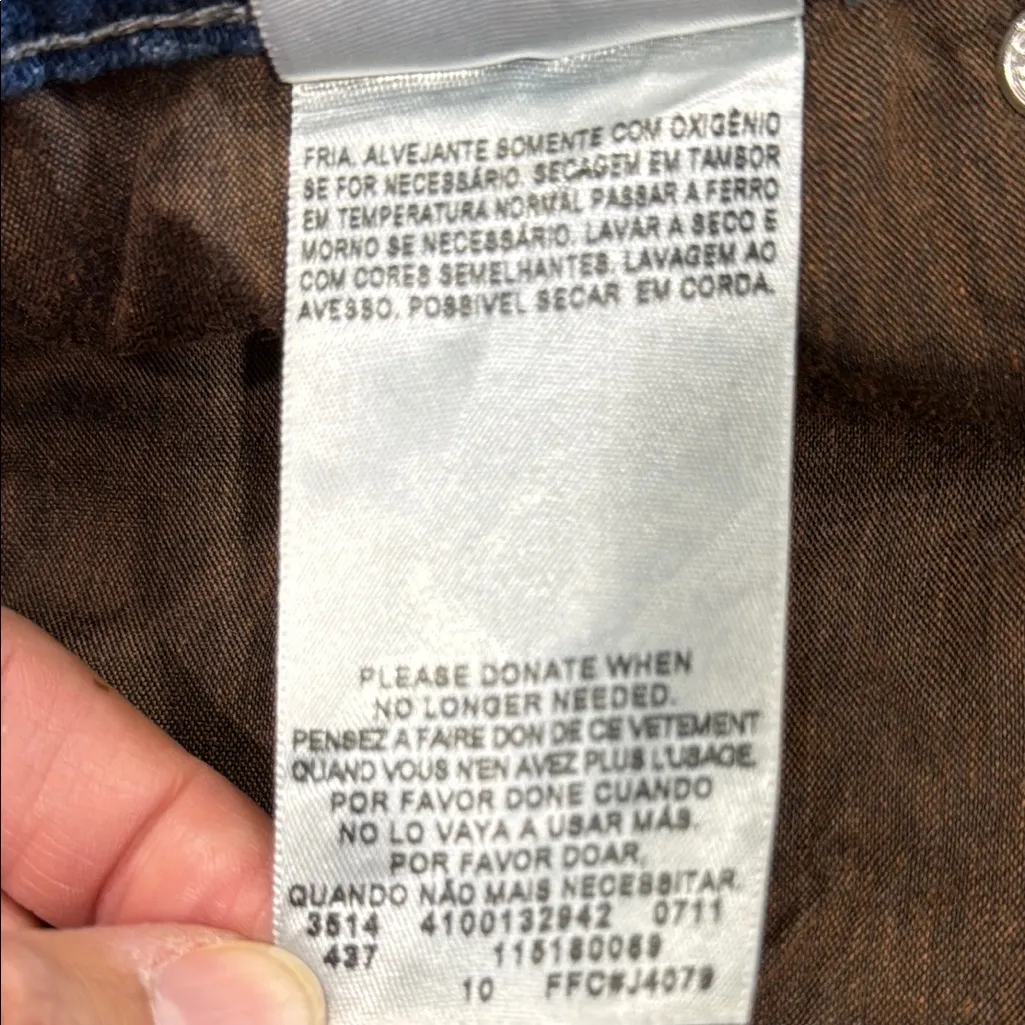 FRIA. ALVEJANTE SOMENTE COM OXIGÊNIO
SE FOR NECESSÁRIO. SECAGEM EM TAMBOR
EM TEMPERATURA NORMAL PASSAR A FERRO
MORNO SE NECESSÁRIO. LAVAR A SECO E
COM CORES SEMELHANTES. LAVAGEM AO
AVESSO. POSSIVEL SECAR EM CORDA.
PLEASE DONATE WHEN
NO LONGER NEEDED.
PENSEZ A FAIRE DON DE CE VETEMENT
QUAND VOUS N'EN AVEZ PLUS L'USAGE.
POR FAVOR DONE CUANDO
NO LO VAYA A USAR MÁS.
POR FAVOR DOAR,
QUANDO NÃO MAIS NECESSITAR.
3514 4100132942 0711
437 115180069
10 FFC#J4079